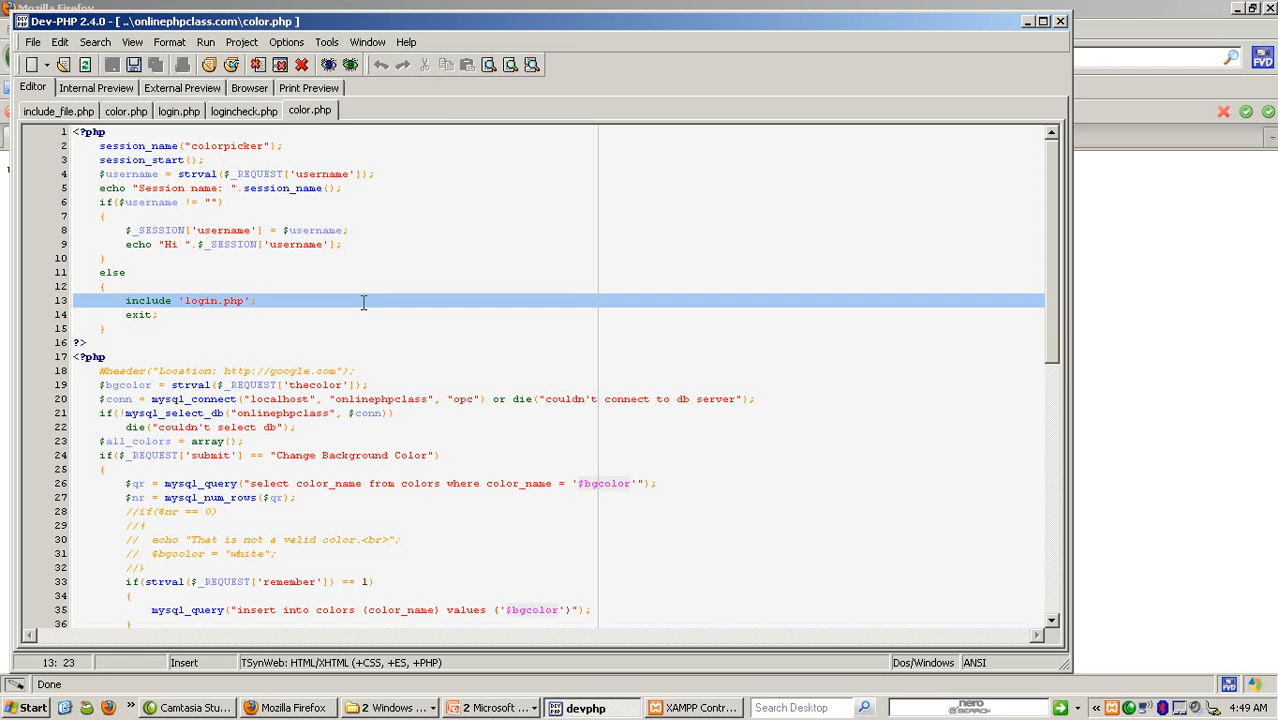 Mozilla Firefox
Dev-PHP 2.4.0 - [ ..\onlinephpclass.com\color.php ]
File Edit Search View Format Run Project Options Tools Window Help
FVD
Editor Internal Preview External Preview Browser Print Preview
include_file.php color.php login.php logincheck.php color.php
1 <?php
2 session_name("colorpicker");
3 session_start();
4 $username = strval($_REQUEST['username']);
5 echo "Session name: ".session_name();
6 if($username != "")
7 {
8 $_SESSION['username'] = $username;
9 echo "Hi ".$_SESSION['username'];
10 }
11 else
12 {
13 include 'login.php';
14 exit;
15 }
16 ?>
17 <?php
18 #header("Location: http://google.com");
19 $bgcolor = strval($_REQUEST['thecolor']);
20 $conn = mysql_connect("localhost", "onlinephpclass", "opc") or die("couldn't connect to db server");
21 if(!mysql_select_db("onlinephpclass", $conn))
22 die("couldn't select db");
23 $all_colors = array();
24 if($_REQUEST['submit'] == "Change Background Color")
25 {
26 $qr = mysql_query("select color_name from colors where color_name = '$bgcolor'");
27 $nr = mysql_num_rows($qr);
28 //if($nr == 0)
29 //{
30 // echo "That is not a valid color.<br>";
31 // $bgcolor = "white";
32 //}
33 if(strval($_REQUEST['remember']) == 1)
34 {
35 mysql_query("insert into colors (color_name) values ('$bgcolor')");
36 }
13: 23 Insert TSynWeb: HTML/XHTML (+CSS, +ES, +PHP) Dos/Windows ANSI
Done
Start » Camtasia Stu... Mozilla Firefox 2 Windows ... 2 Microsoft ... devphp XAMPP Contr... Search Desktop nero SEARCH 4:49 AM